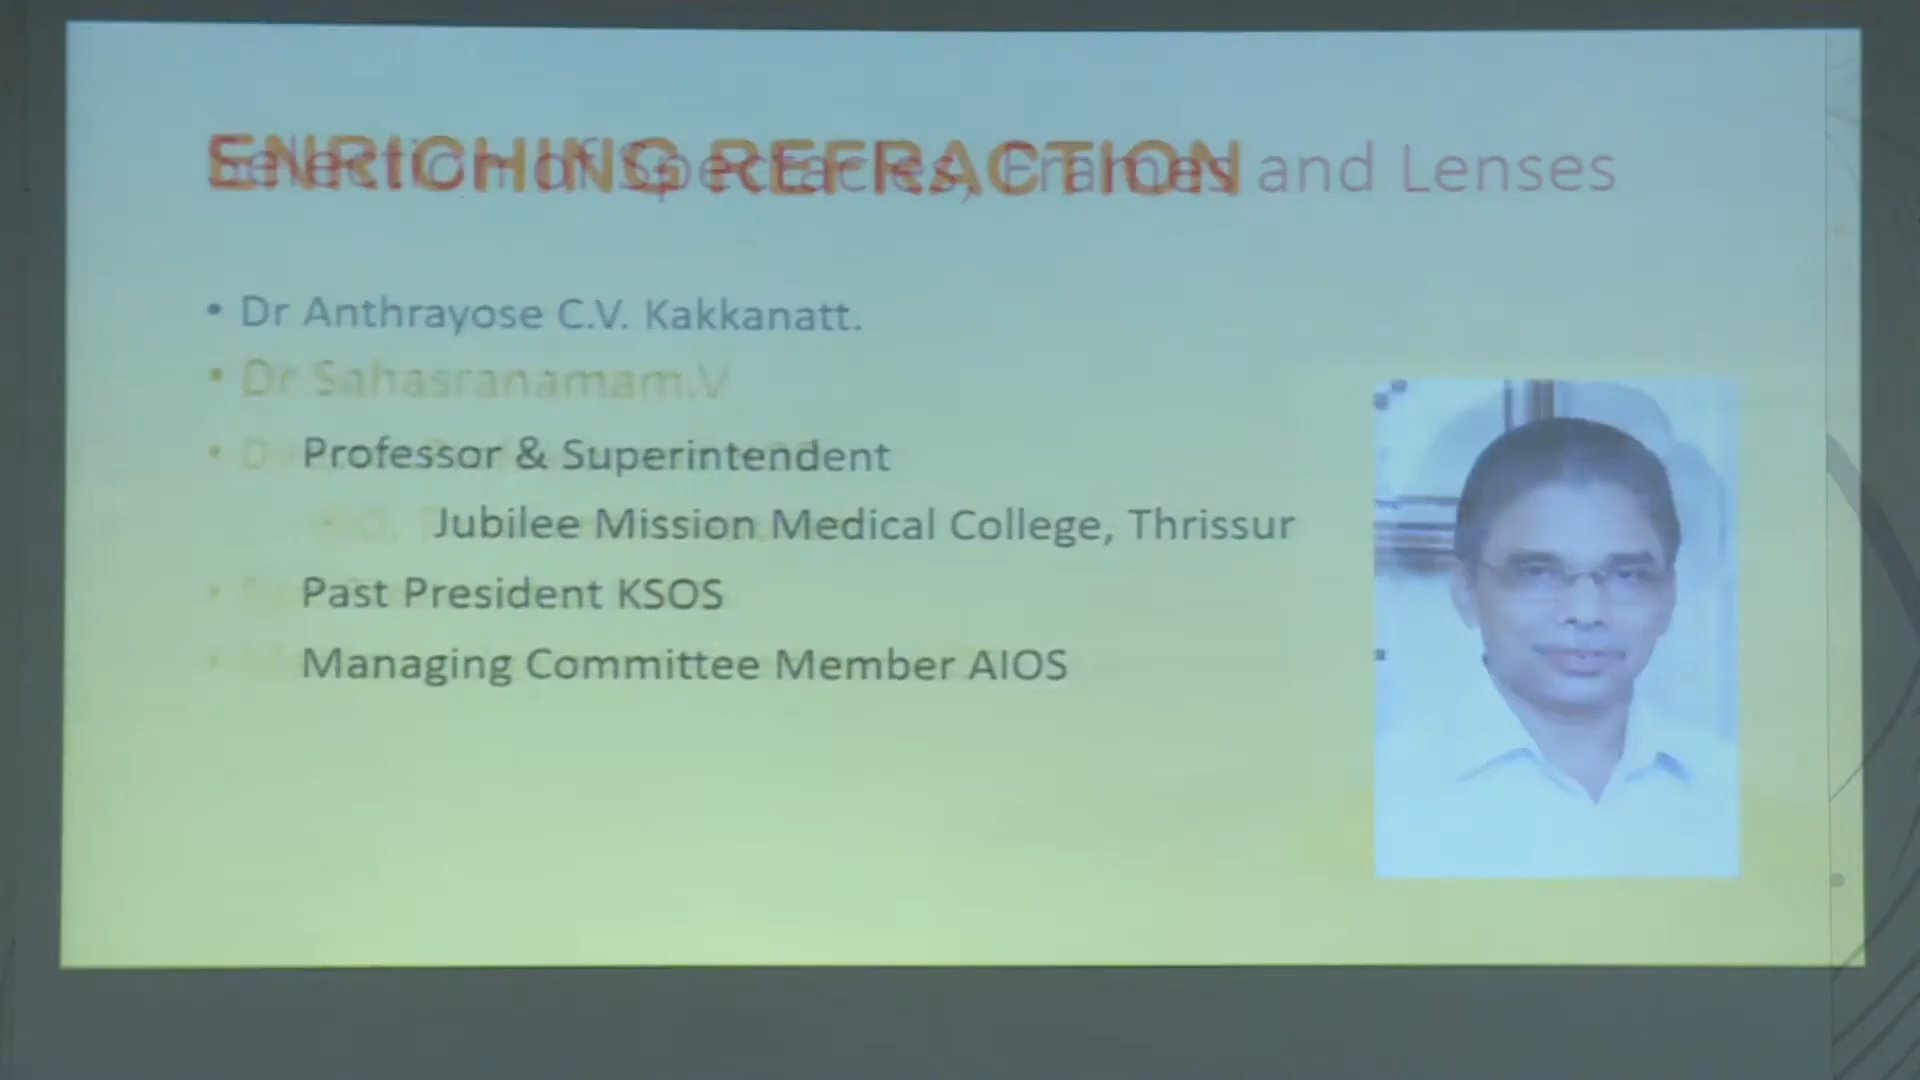 ENRICHING REFRACTION
Selection of Spectacles, Frames and Lenses
• Dr Anthrayose C.V. Kakkanatt.
• Dr Sahasranamam.V
Professor & Superintendent
Jubilee Mission Medical College, Thrissur
Past President KSOS
Managing Committee Member AIOS